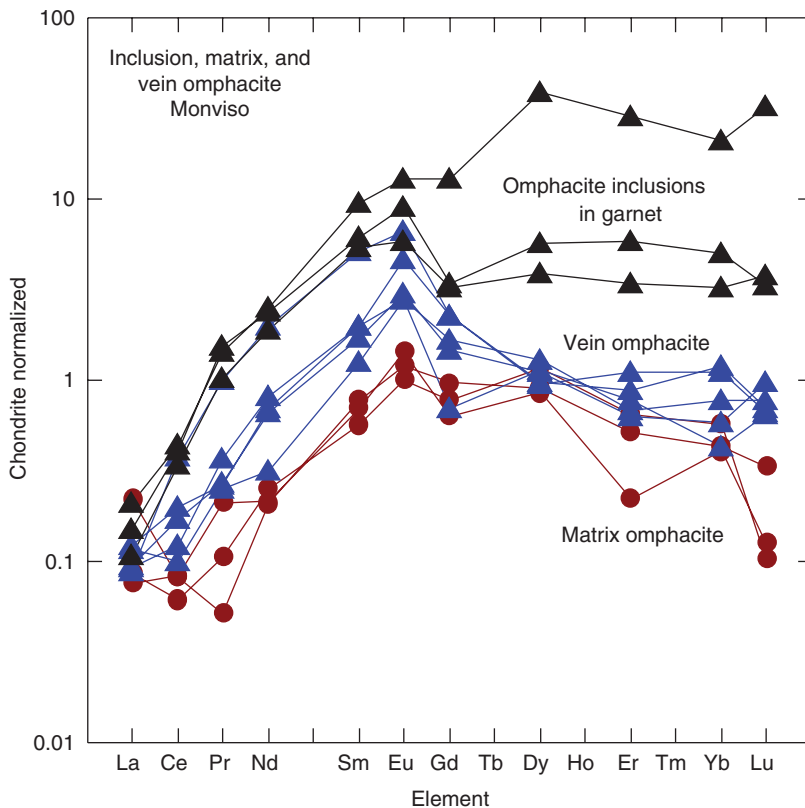 100
10
1
0.1
0.01
Chondrite normalized
Inclusion, matrix, and
vein omphacite
Monviso
Omphacite inclusions
in garnet
Vein omphacite
Matrix omphacite
La Ce Pr Nd Sm Eu Gd Tb Dy Ho Er Tm Yb Lu
Element